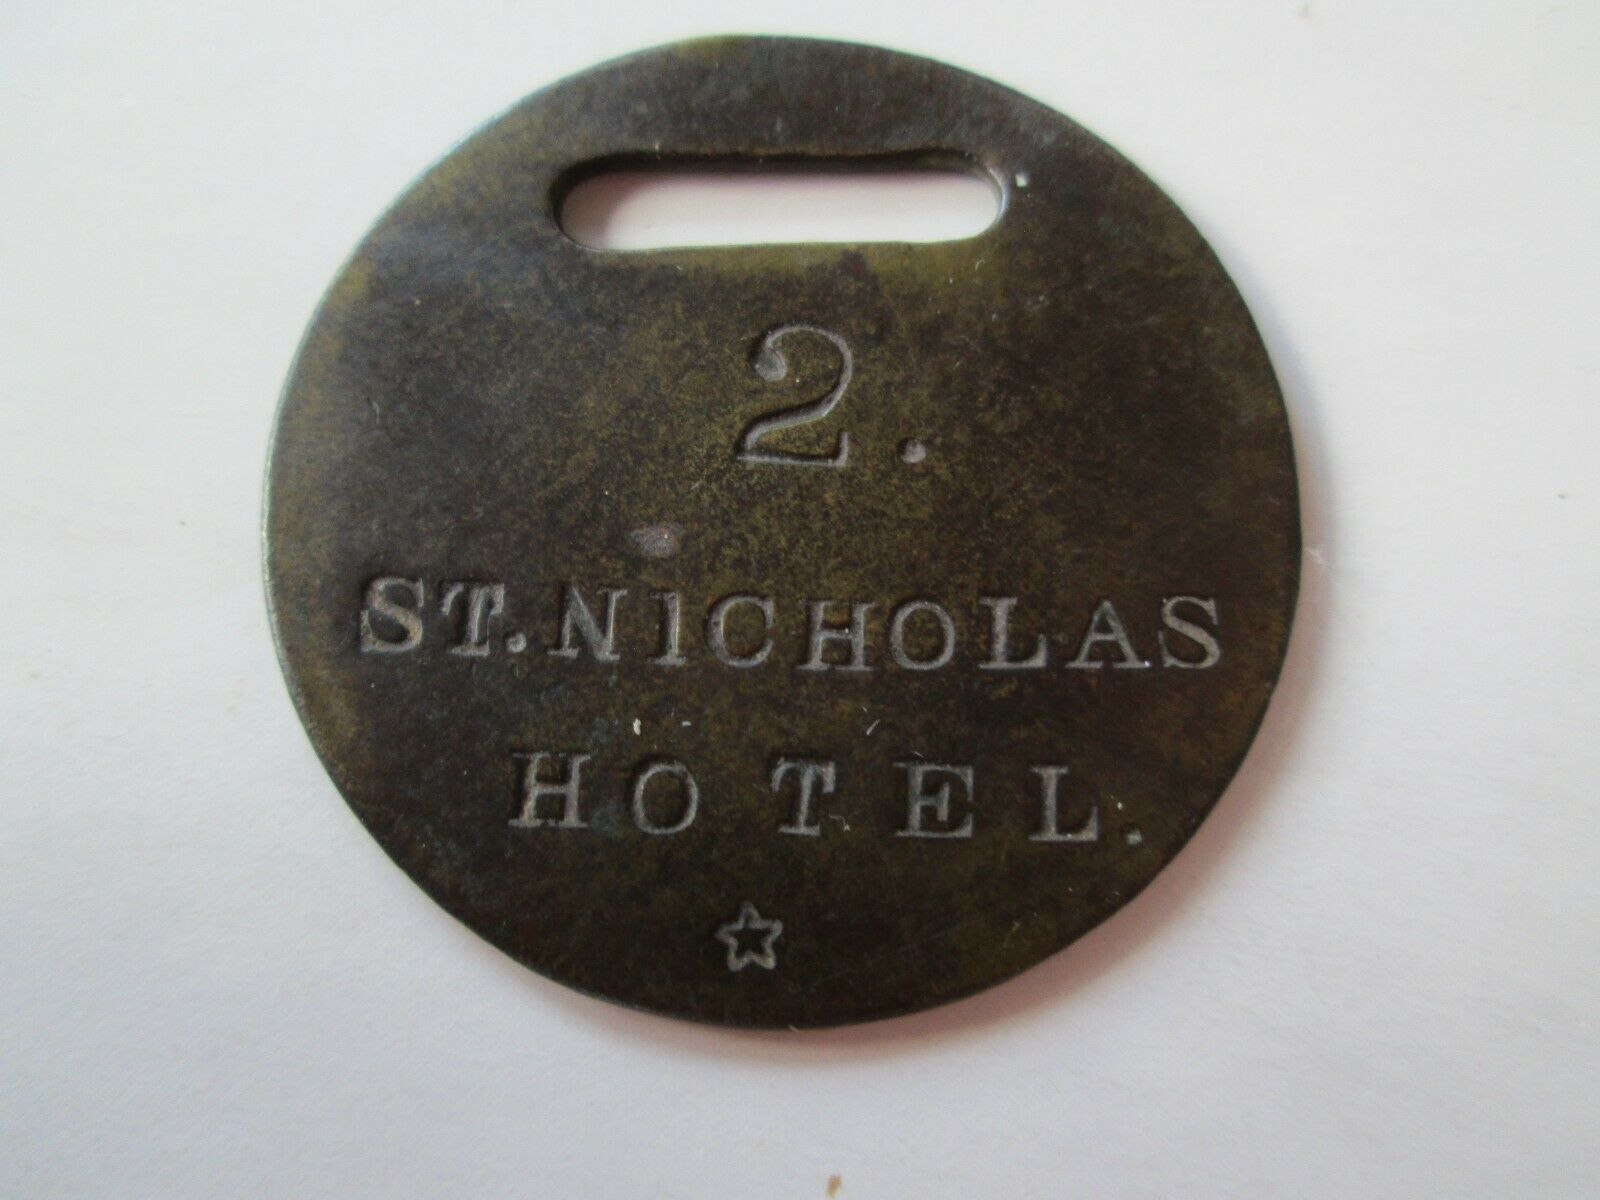 2.
ST. NICHOLAS
HOTEL.